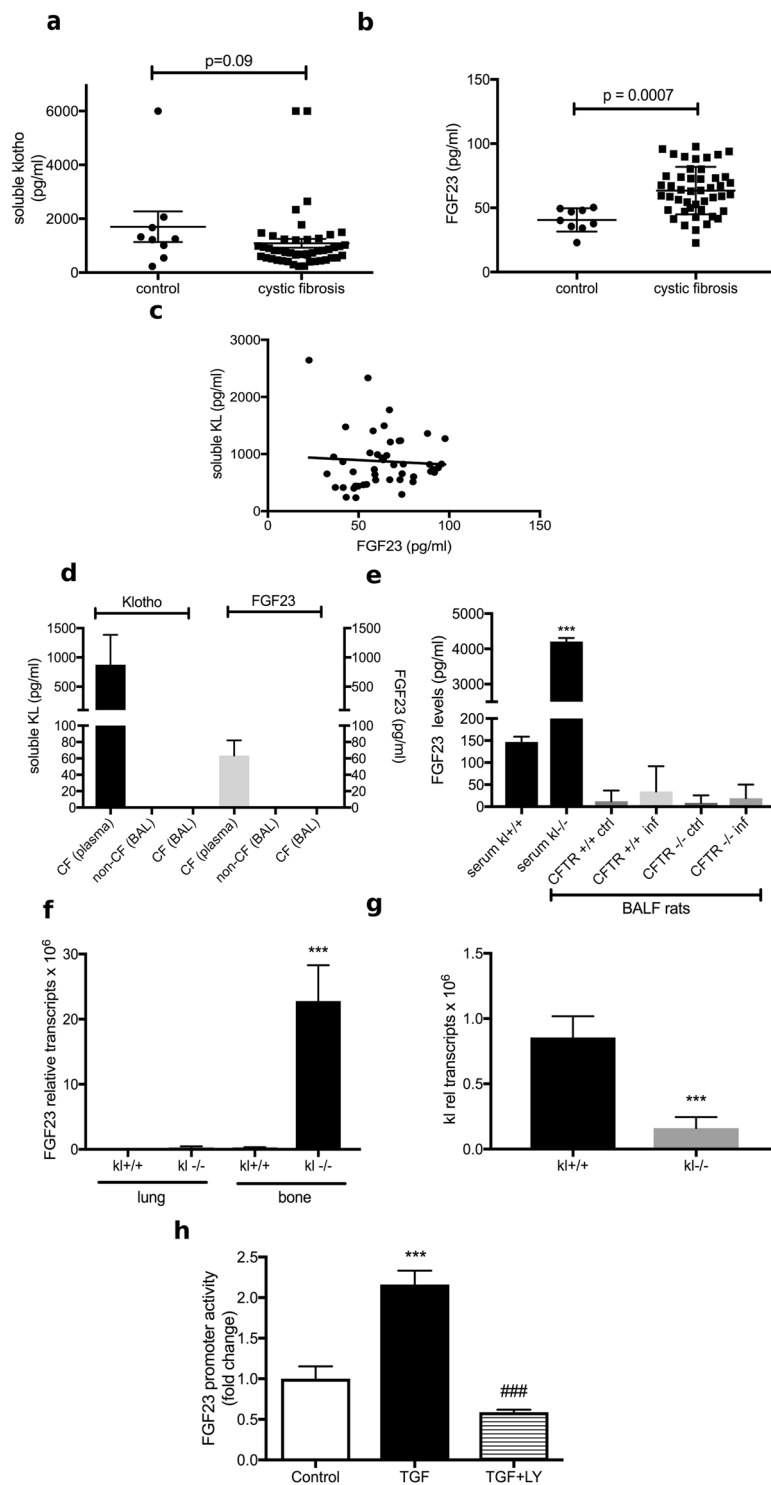 a
p=0.09
soluble klotho
(pg/ml)
6000
4000
2000
0
control
cystic fibrosis
b
p = 0.0007
FGF23 (pg/ml)
150
100
50
0
control
cystic fibrosis
c
soluble KL (pg/ml)
3000
2000
1000
0
0
50
100
150
FGF23 (pg/ml)
d
Klotho
FGF23
soluble KL (pg/ml)
1500
1000
500
100
80
60
40
20
0
1500
1000
500
100
80
60
40
20
0
FGF23 (pg/ml)
CF (plasma)
non-CF (BAL)
CF (BAL)
CF (plasma)
non-CF (BAL)
CF (BAL)
e
FGF23 levels (pg/ml)
5000
4000
3000
200
150
100
50
0
***
serum kl+/+
serum kl-/-
CFTR +/+ ctrl
CFTR +/+ inf
CFTR -/- ctrl
CFTR -/- inf
BALF rats
f
FGF23 relative transcripts x 10⁶
30
20
10
0
***
kl+/+
kl -/-
kl+/+
kl -/-
lung
bone
g
kl rel transcripts x 10⁶
1.5
1.0
0.5
0.0
***
kl+/+
kl-/-
h
FGF23 promoter activity
(fold change)
2.5
2.0
1.5
1.0
0.5
0.0
***
###
Control
TGF
TGF+LY